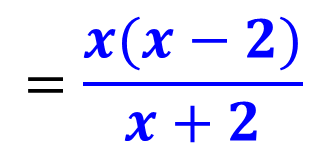 = x(x − 2)
x + 2